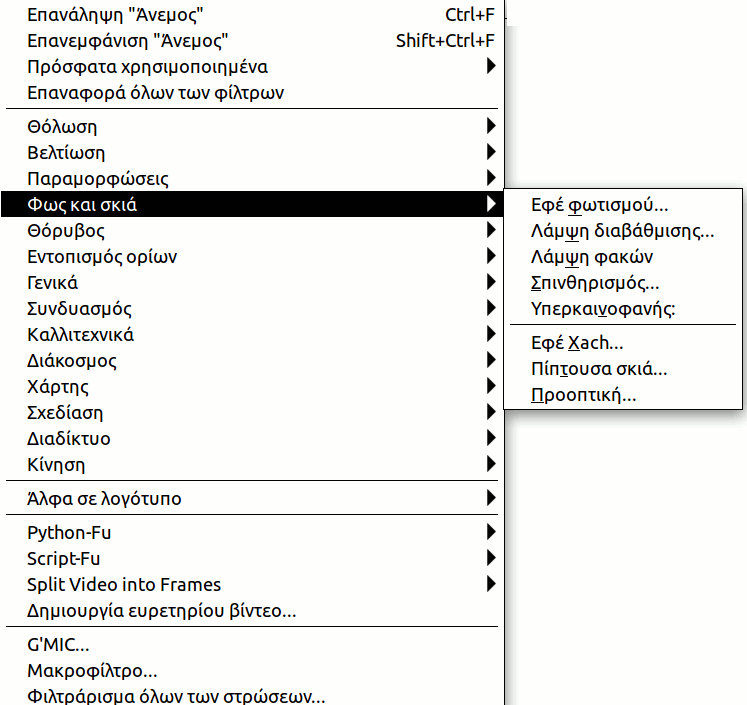 Επανάληψη "Άνεμος" Ctrl+F
Επανεμφάνιση "Άνεμος" Shift+Ctrl+F
Πρόσφατα χρησιμοποιημένα
Επαναφορά όλων των φίλτρων
Θόλωση
Βελτίωση
Παραμορφώσεις
Φως και σκιά
Θόρυβος
Εντοπισμός ορίων
Γενικά
Συνδυασμός
Καλλιτεχνικά
Διάκοσμος
Χάρτης
Σχεδίαση
Διαδίκτυο
Κίνηση
Άλφα σε λογότυπο
Python-Fu
Script-Fu
Split Video into Frames
Δημιουργία ευρετηρίου βίντεο...
G'MIC...
Μακροφίλτρο...
Φιλτράρισμα όλων των στρώσεων...
Εφέ φωτισμού...
Λάμψη διαβάθμισης...
Λάμψη φακών
Σπινθηρισμός...
Υπερκαινοφανής:
Εφέ Xach...
Πίπτουσα σκιά...
Προοπτική...